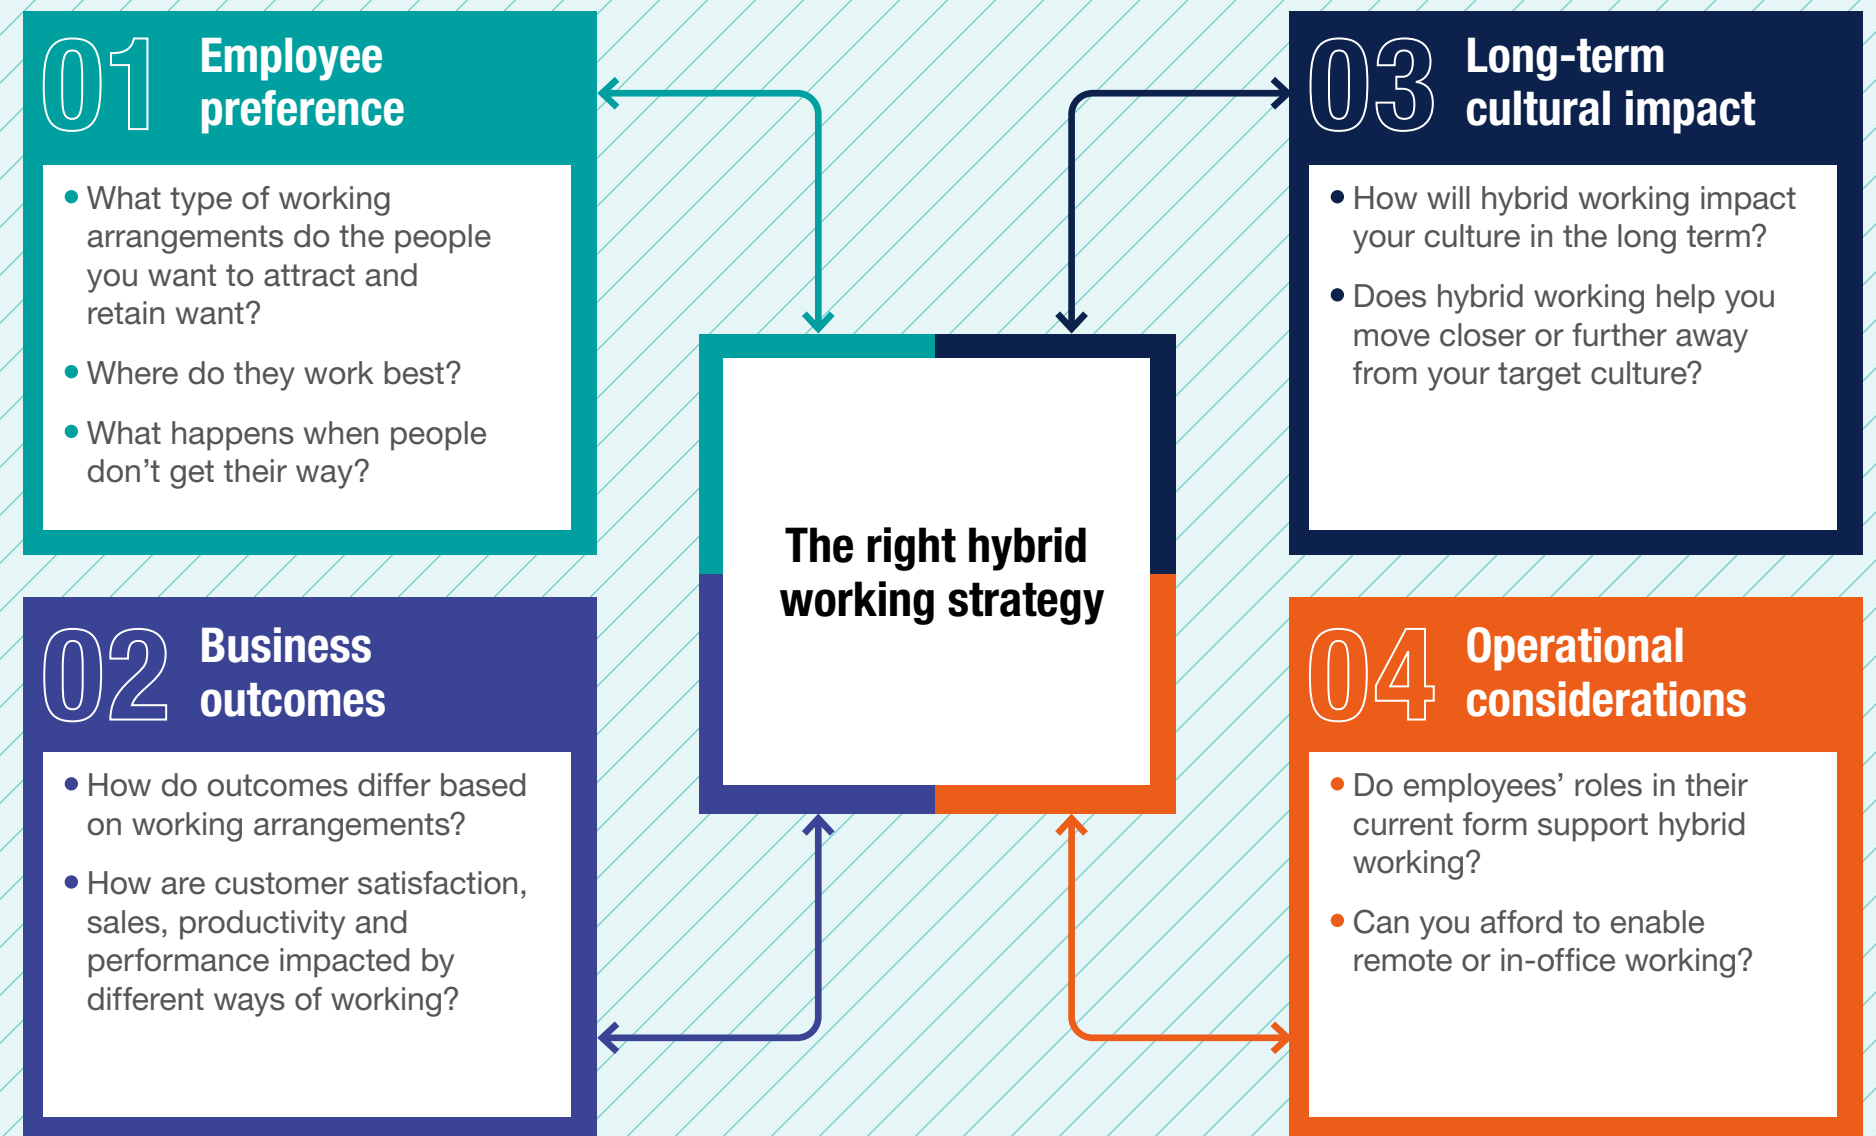 01
Employee
preference
• What type of working
arrangements do the people
you want to attract and
retain want?
• Where do they work best?
• What happens when people
don’t get their way?
02
Business
outcomes
• How do outcomes differ based
on working arrangements?
• How are customer satisfaction,
sales, productivity and
performance impacted by
different ways of working?
The right hybrid
working strategy
03
Long-term
cultural impact
• How will hybrid working impact
your culture in the long term?
• Does hybrid working help you
move closer or further away
from your target culture?
04
Operational
considerations
• Do employees’ roles in their
current form support hybrid
working?
• Can you afford to enable
remote or in-office working?